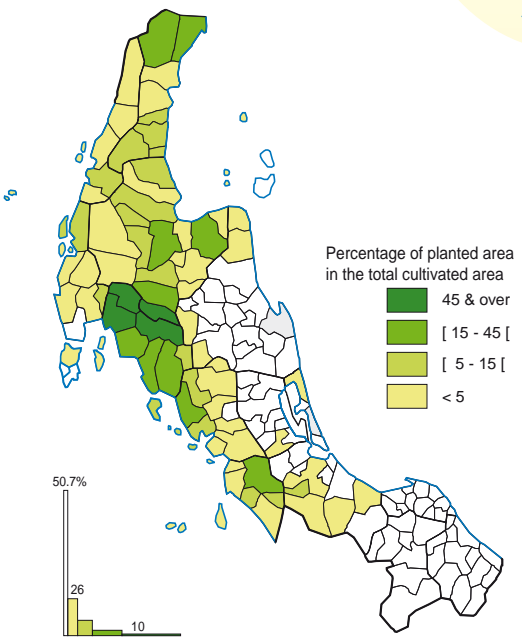 Percentage of planted area
in the total cultivated area
45 & over
[ 15 - 45 [
[ 5 - 15 [
< 5
50.7%
26
10